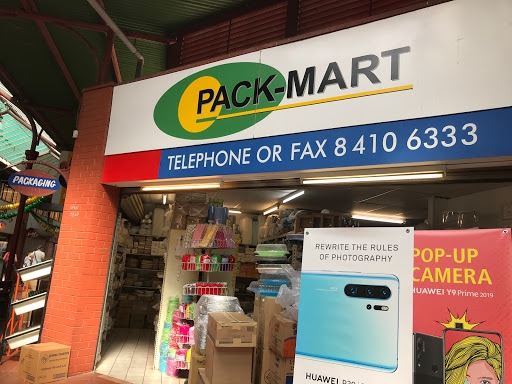 PACK-MART
TELEPHONE OR FAX 8 410 6333
PACKAGING
REWRITE THE RULES
OF PHOTOGRAPHY
POP-UP
CAMERA
HUAWEI Y9 Prime 2019
HUAWEI